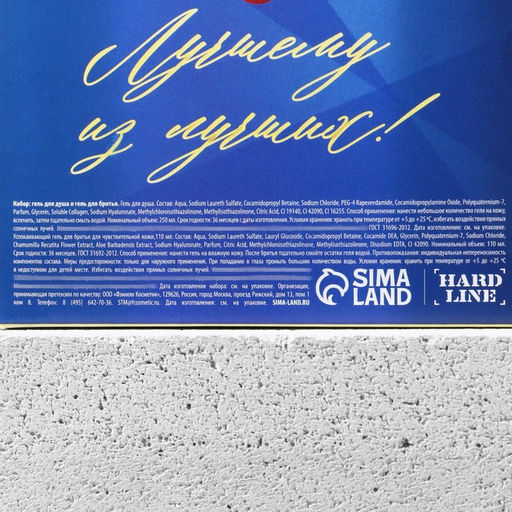 Лучшему
из лучших!
Набор: гель для душа и гель для бритья. Гель для душа. Состав: Aqua, Sodium Laureth Sulfate, Cocamidopropyl Betaine, Sodium Chloride, PEG-4 Rapeseedamide, Cocamidopropylamine Oxide, Polyquaternium-7,
Parfum, Glycerin, Soluble Collagen, Sodium Hyaluronate, Methylchloroisothiazolinone, Methylisothiazolinone, Citric Acid, CI 19140, CI 42090, CI 16255. Способ применения: нанести небольшое количество геля на кожу,
вспенить, затем тщательно смыть водой. Номинальный объем: 250 мл. Срок годности: 36 месяцев с даты изготовления. Условия хранения: хранить при температуре от +5 до +25 °С, избегать воздействия прямых
солнечных лучей. ГОСТ 31696-2012. Дата изготовления: см. на упаковке.
Успокаивающий гель для бритья для чувствительной кожи,110 мл. Состав: Aqua, Sodium Laureth Sulfate, Lauryl Glucoside, Cocamidopropyl Betaine, Cocamide DEA, Glycerin, Polyquaternium-7, Sodium Chloride,
Chamomilla Recutita Flower Extract, Aloe Barbadensis Extract, Sodium Hyaluronate, Parfum, Citric Acid, Methylchloroisothiazolinone, Methylisothiazolinone, Disodium EDTA, CI 42090. Номинальный объем: 110 мл.
Срок годности: 36 месяцев. ГОСТ 31692-2012. Способ применения: нанести гель на влажную кожу. После бритья тщательно смойте остатки геля водой. Противопоказания: индивидуальная непереносимость
компонентов состава. Меры предосторожности: только для наружного применения. При попадании в глаза промыть большим количеством воды. Условия хранения: хранить при температуре от +5 до +25 °С
в недоступном для детей месте. Избегать воздействия прямых солнечных лучей.
Дата изготовления набора: см. на упаковке. Организация,
принимающая претензии по качеству: ООО «Фэмили Косметик», 129626, Россия, город Москва, проезд Рижский, дом 13, пом 1
ком 8. Телефон: 8 (495) 642-70-36. STM@fcosmetic.ru. Дата изготовления: см. на упаковке. SIMA-LAND.RU
SIMA
LAND
HARD
LINE